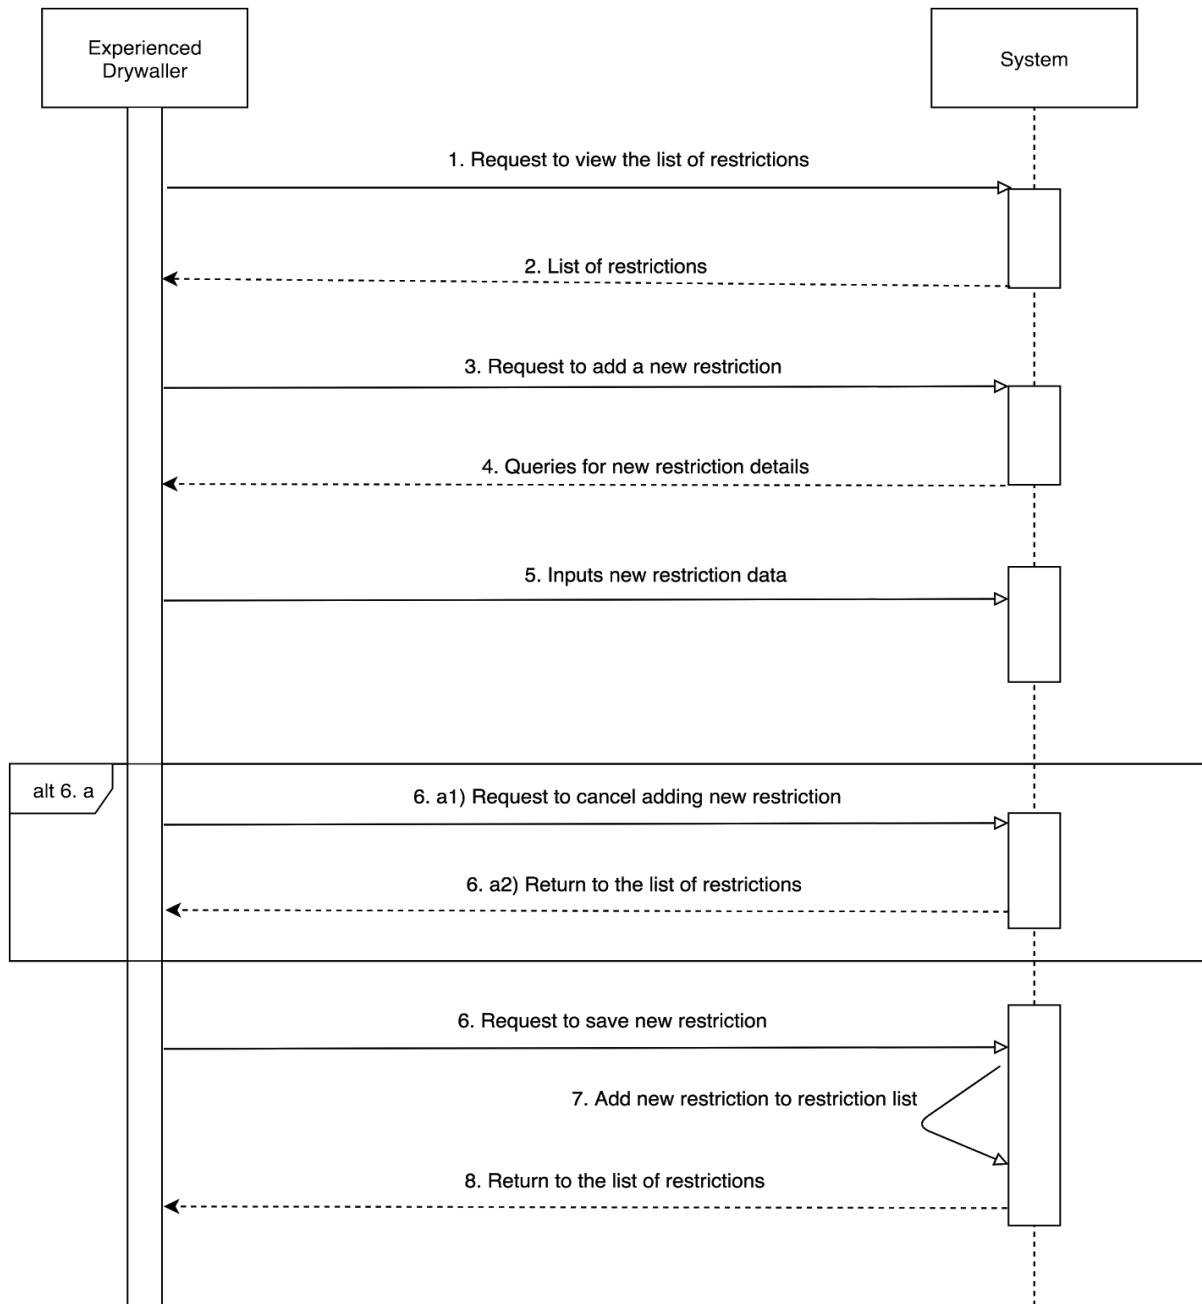 Experienced
Drywaller
System
1. Request to view the list of restrictions
2. List of restrictions
3. Request to add a new restriction
4. Queries for new restriction details
5. Inputs new restriction data
alt 6. a
6. a1) Request to cancel adding new restriction
6. a2) Return to the list of restrictions
6. Request to save new restriction
7. Add new restriction to restriction list
8. Return to the list of restrictions